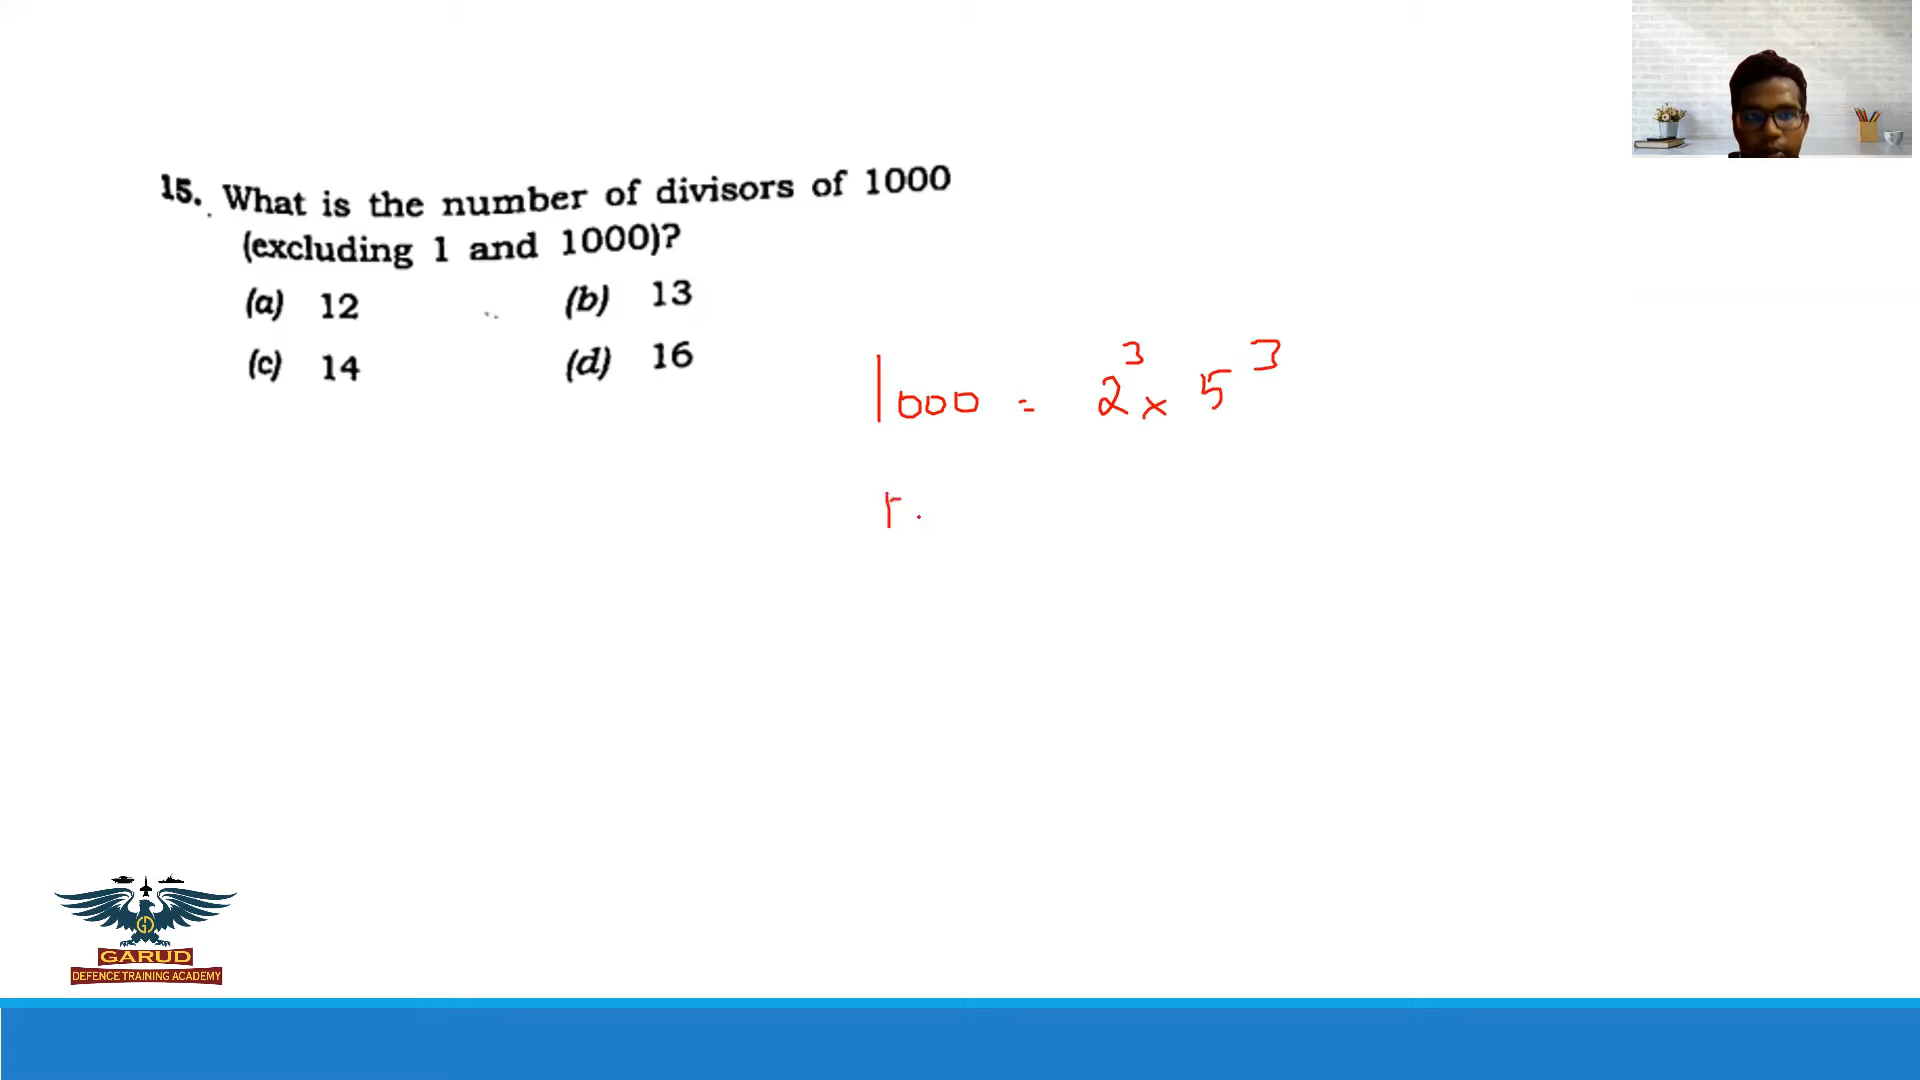 15. What is the number of divisors of 1000
(excluding 1 and 1000)?
(a) 12 (b) 13
(c) 14 (d) 16
1000 = 2³ × 5³
GARUD
DEFENCE TRAINING ACADEMY